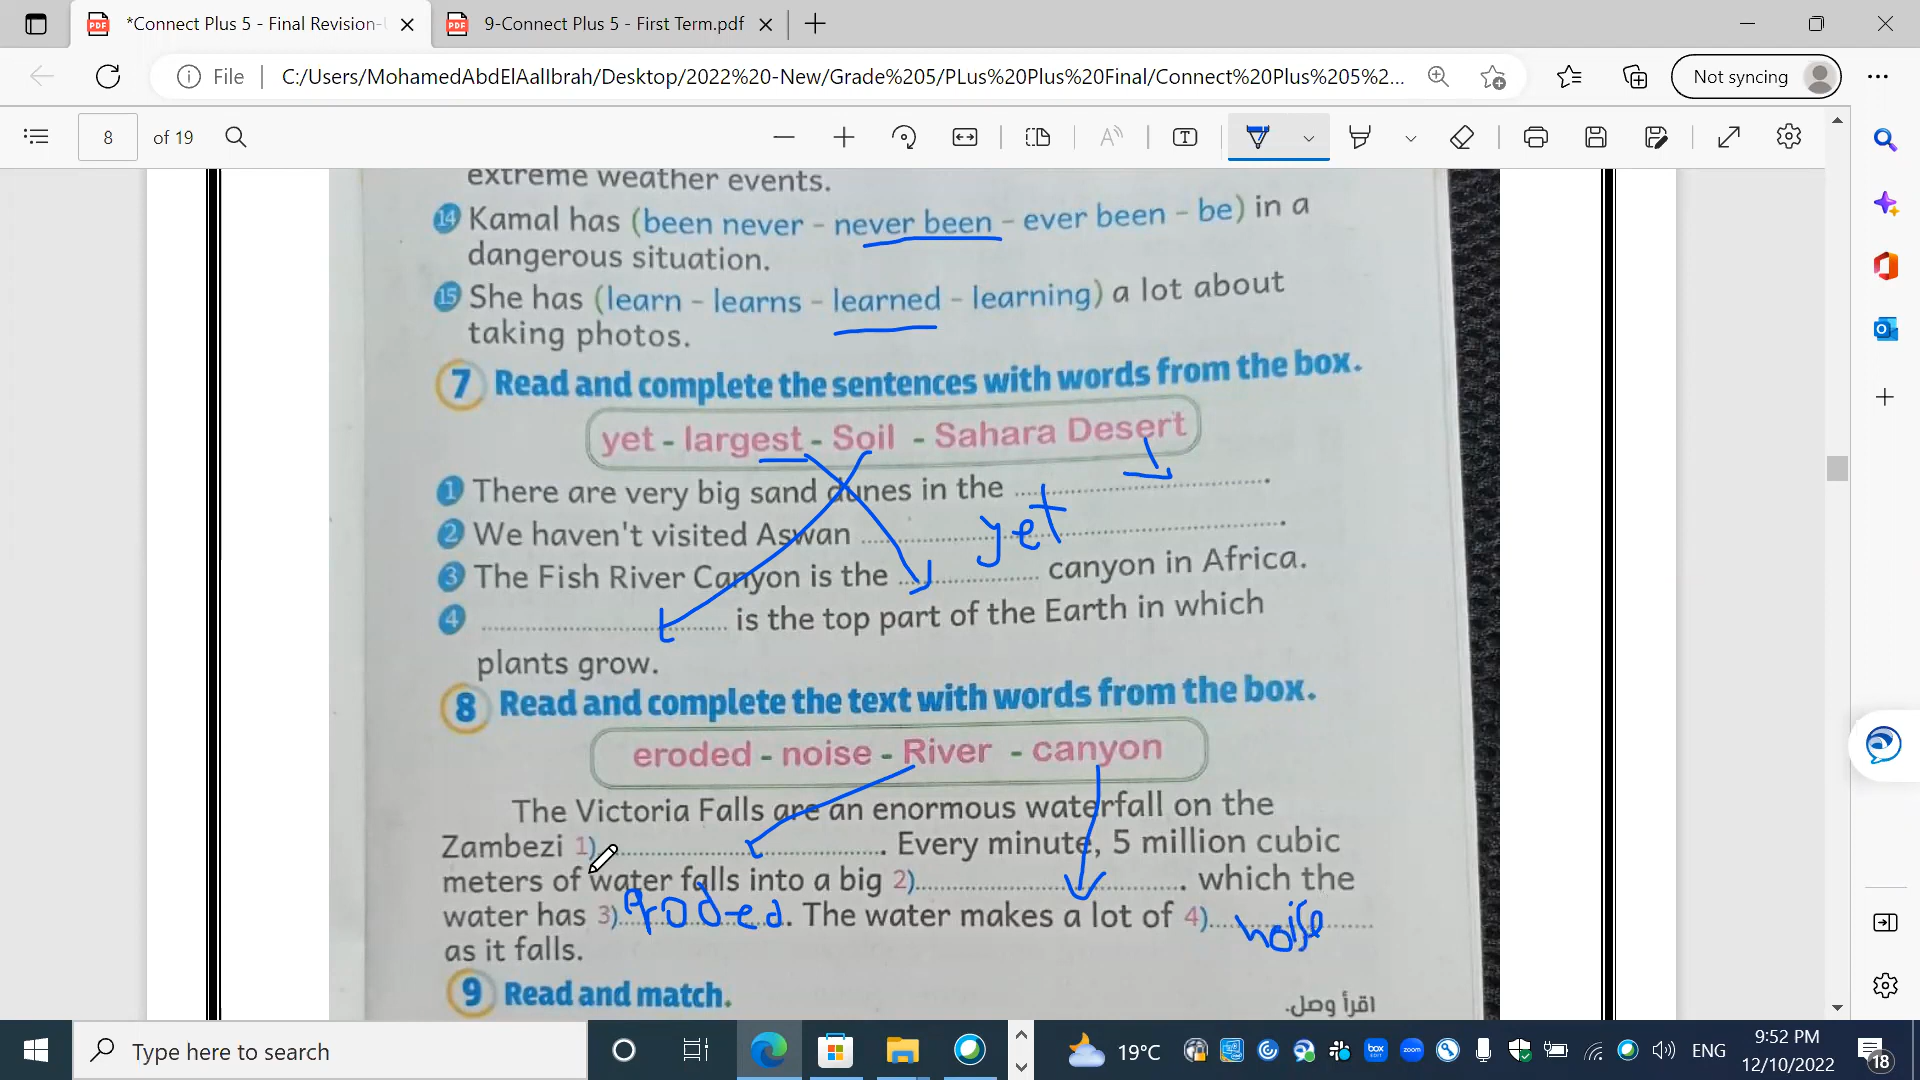 *Connect Plus 5 - Final Revision-
9-Connect Plus 5 - First Term.pdf
File
C:/Users/MohamedAbdElAalIbrah/Desktop/2022%20-New/Grade%205/PLus%20Plus%20Final/Connect%20Plus%205%2...
Not syncing
8 of 19
extreme weather events.
14 Kamal has (been never - never been - ever been - be) in a
dangerous situation.
15 She has (learn - learns - learned - learning) a lot about
taking photos.
7 Read and complete the sentences with words from the box.
yet - largest - Soil - Sahara Desert
1 There are very big sand dunes in the ........................ .
2 We haven't visited Aswan ........ yet ........ .
3 The Fish River Canyon is the ............ canyon in Africa.
4 ........................ is the top part of the Earth in which
plants grow.
8 Read and complete the text with words from the box.
eroded - noise - River - canyon
The Victoria Falls are an enormous waterfall on the
Zambezi 1)........................ . Every minute, 5 million cubic
meters of water falls into a big 2)........................ . which the
water has 3)....eroded.... . The water makes a lot of 4)....noise....
as it falls.
9 Read and match.
اقرأ وصل.
Type here to search
19°C
ENG
9:52 PM
12/10/2022
18